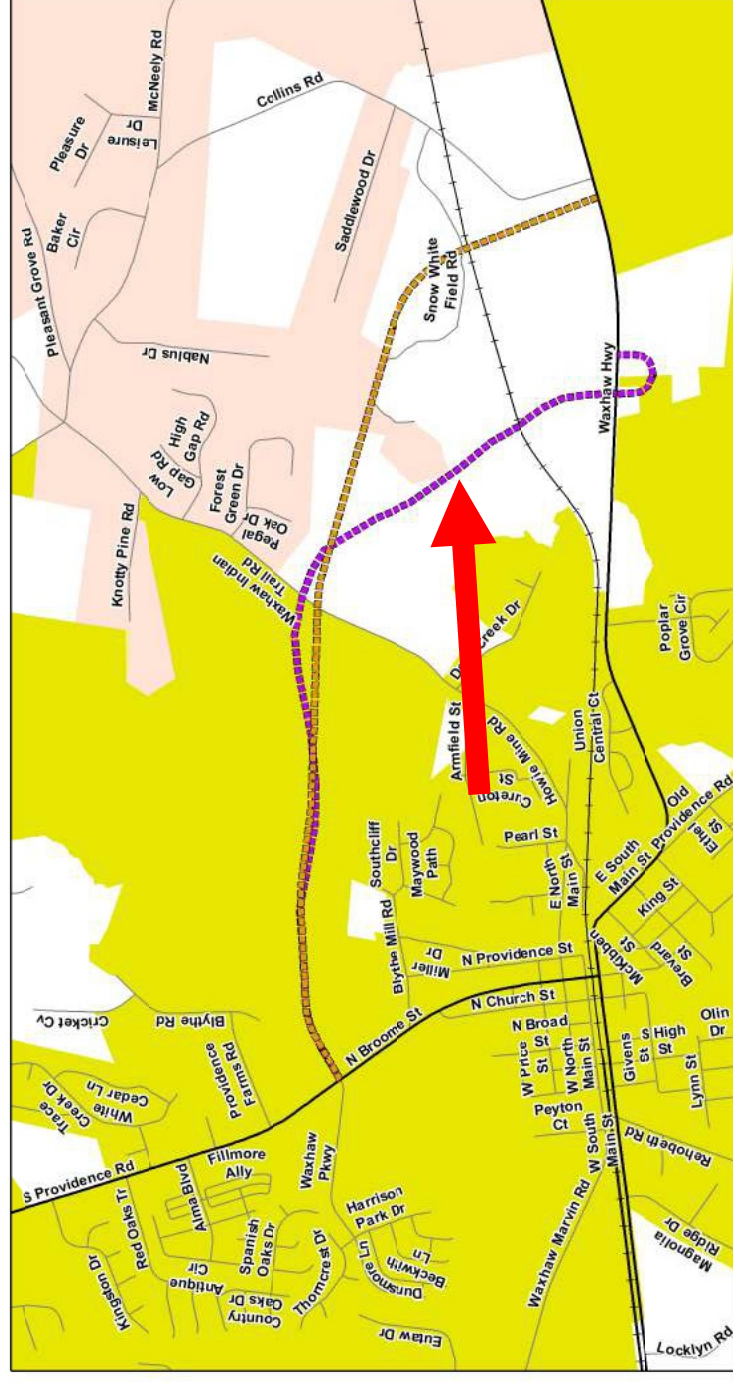 McNeely Rd
Pleasure
Dr
Leisure
Dr
Collins Rd
Baker
Cir
Pleasant Grove Rd
Saddlewood Dr
Snow White
Field Rd
Nablus Dr
High
Gap Rd
Low
Gap Rd
Forest
Green Dr
Regal
Oak Dr
Knotty Pine Rd
Waxhaw Indian
Trail Rd
Waxhaw Hwy
Creek Dr
Poplar
Grove Cir
Armfield St
Howie Mine Rd
Cureton
St
Union
Central Ct
Pearl St
Southcliff
Dr
Maywood
Path
E North
Main St
E South
Main St
Old
Providence Rd
Ethel
St
King St
Blythe Mill Rd
Miller
Dr
N Providence St
McKibben
St
Brevard
St
Cricket Cv
Blythe Rd
N Broome St
N Church St
N Broad
St
W Price
St
W North
Main St
Givens
St
S High
St
Olin
Dr
Lynn St
Providence
Farms Rd
White
Cedar Ln
Trace
Creek Dr
Peyton
Ct
W South
Main St
Rehobeth Rd
S Providence Rd
Fillmore
Ally
Alma Blvd
Waxhaw
Pkwy
Red Oaks Tr
Spanish
Oaks Dr
Harrison
Park Dr
Kingston Dr
Antique
Cir
Thorncrest Dr
Dunsmore Ln
Beckwith
Ln
Country
Oaks Dr
Waxhaw Marvin Rd
Magnolia
Ridge Dr
Eutaw Dr
Locklyn Rd